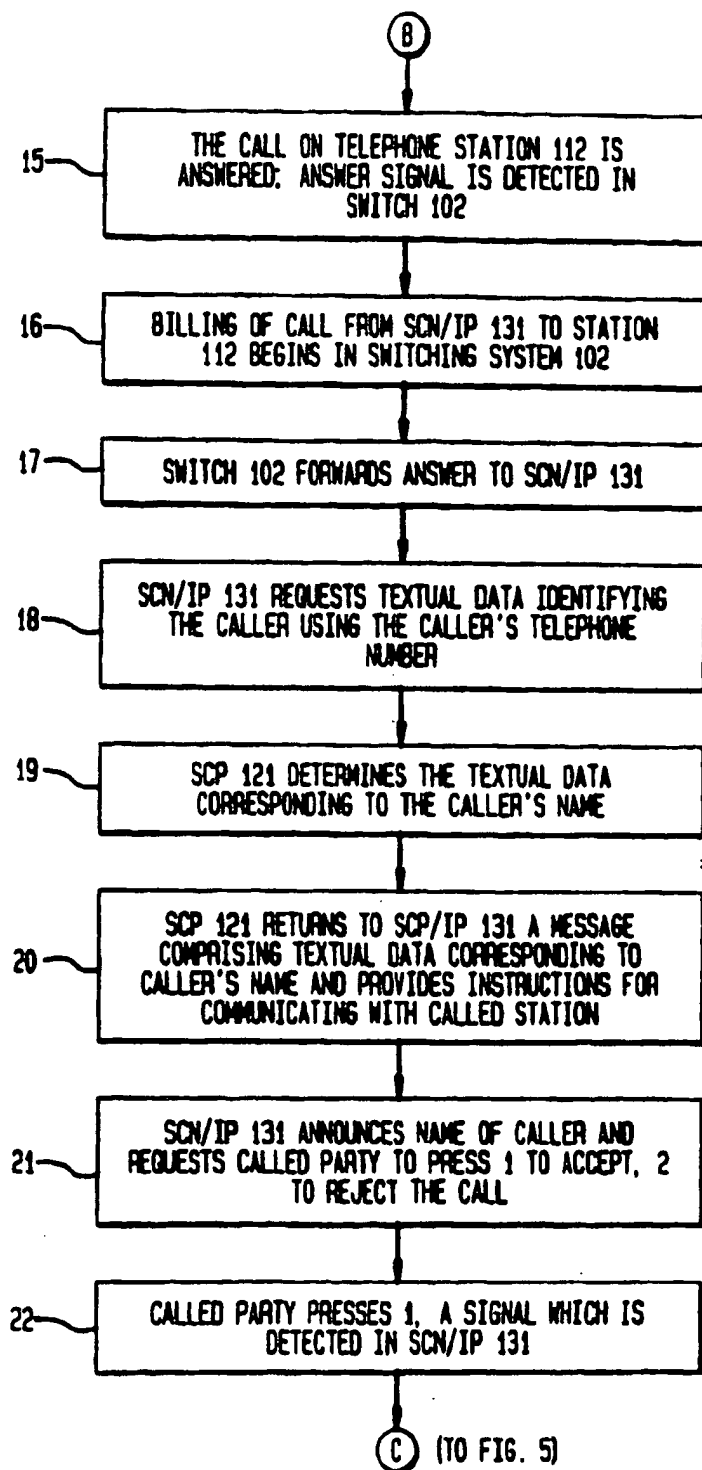 B
15
THE CALL ON TELEPHONE STATION 112 IS
ANSWERED; ANSWER SIGNAL IS DETECTED IN
SWITCH 102
16
BILLING OF CALL FROM SCN/IP 131 TO STATION
112 BEGINS IN SWITCHING SYSTEM 102
17
SWITCH 102 FORWARDS ANSWER TO SCN/IP 131
18
SCN/IP 131 REQUESTS TEXTUAL DATA IDENTIFYING
THE CALLER USING THE CALLER'S TELEPHONE
NUMBER
19
SCP 121 DETERMINES THE TEXTUAL DATA
CORRESPONDING TO THE CALLER'S NAME
20
SCP 121 RETURNS TO SCP/IP 131 A MESSAGE
COMPRISING TEXTUAL DATA CORRESPONDING TO
CALLER'S NAME AND PROVIDES INSTRUCTIONS FOR
COMMUNICATING WITH CALLED STATION
21
SCN/IP 131 ANNOUNCES NAME OF CALLER AND
REQUESTS CALLED PARTY TO PRESS 1 TO ACCEPT, 2
TO REJECT THE CALL
22
CALLED PARTY PRESSES 1, A SIGNAL WHICH IS
DETECTED IN SCN/IP 131
C (TO FIG. 5)